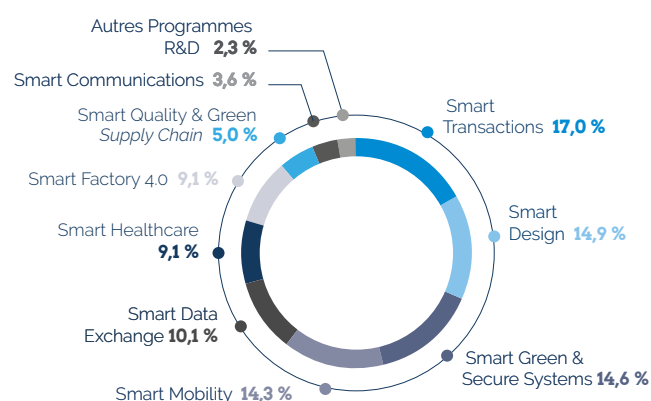 Autres Programmes
R&D 2,3 %
Smart Communications 3,6 %
Smart Quality & Green
Supply Chain 5,0 %
Smart Factory 4.0 9,1 %
Smart Healthcare
9,1 %
Smart Data
Exchange 10,1 %
Smart Mobility 14,3 %
Smart
Transactions 17,0 %
Smart
Design 14,9 %
Smart Green &
Secure Systems 14,6 %